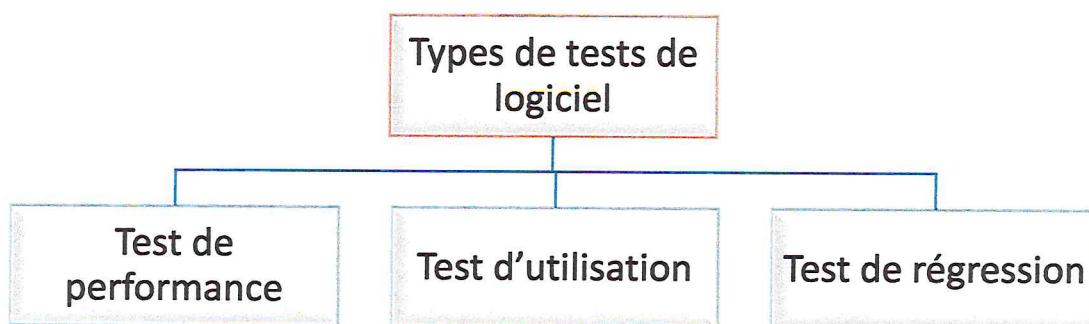 Types de tests de
logiciel
Test de
performance
Test d'utilisation
Test de régression